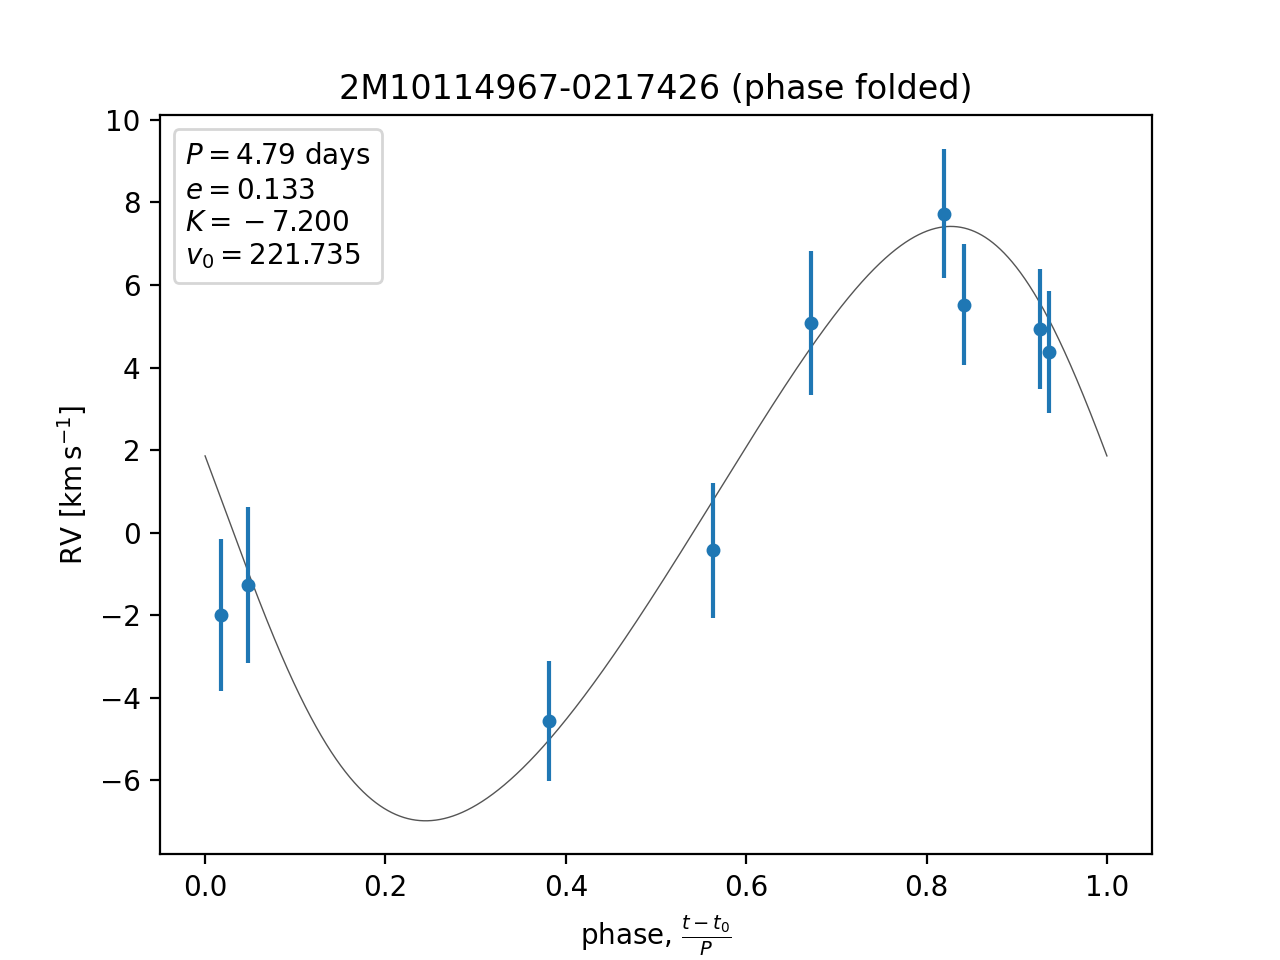 2M10114967-0217426 (phase folded)
P = 4.79 days
e = 0.133
K = −7.200
v₀ = 221.735
10
8
6
4
2
0
−2
−4
−6
RV [km s⁻¹]
0.0 0.2 0.4 0.6 0.8 1.0
phase, (t − t₀)/P